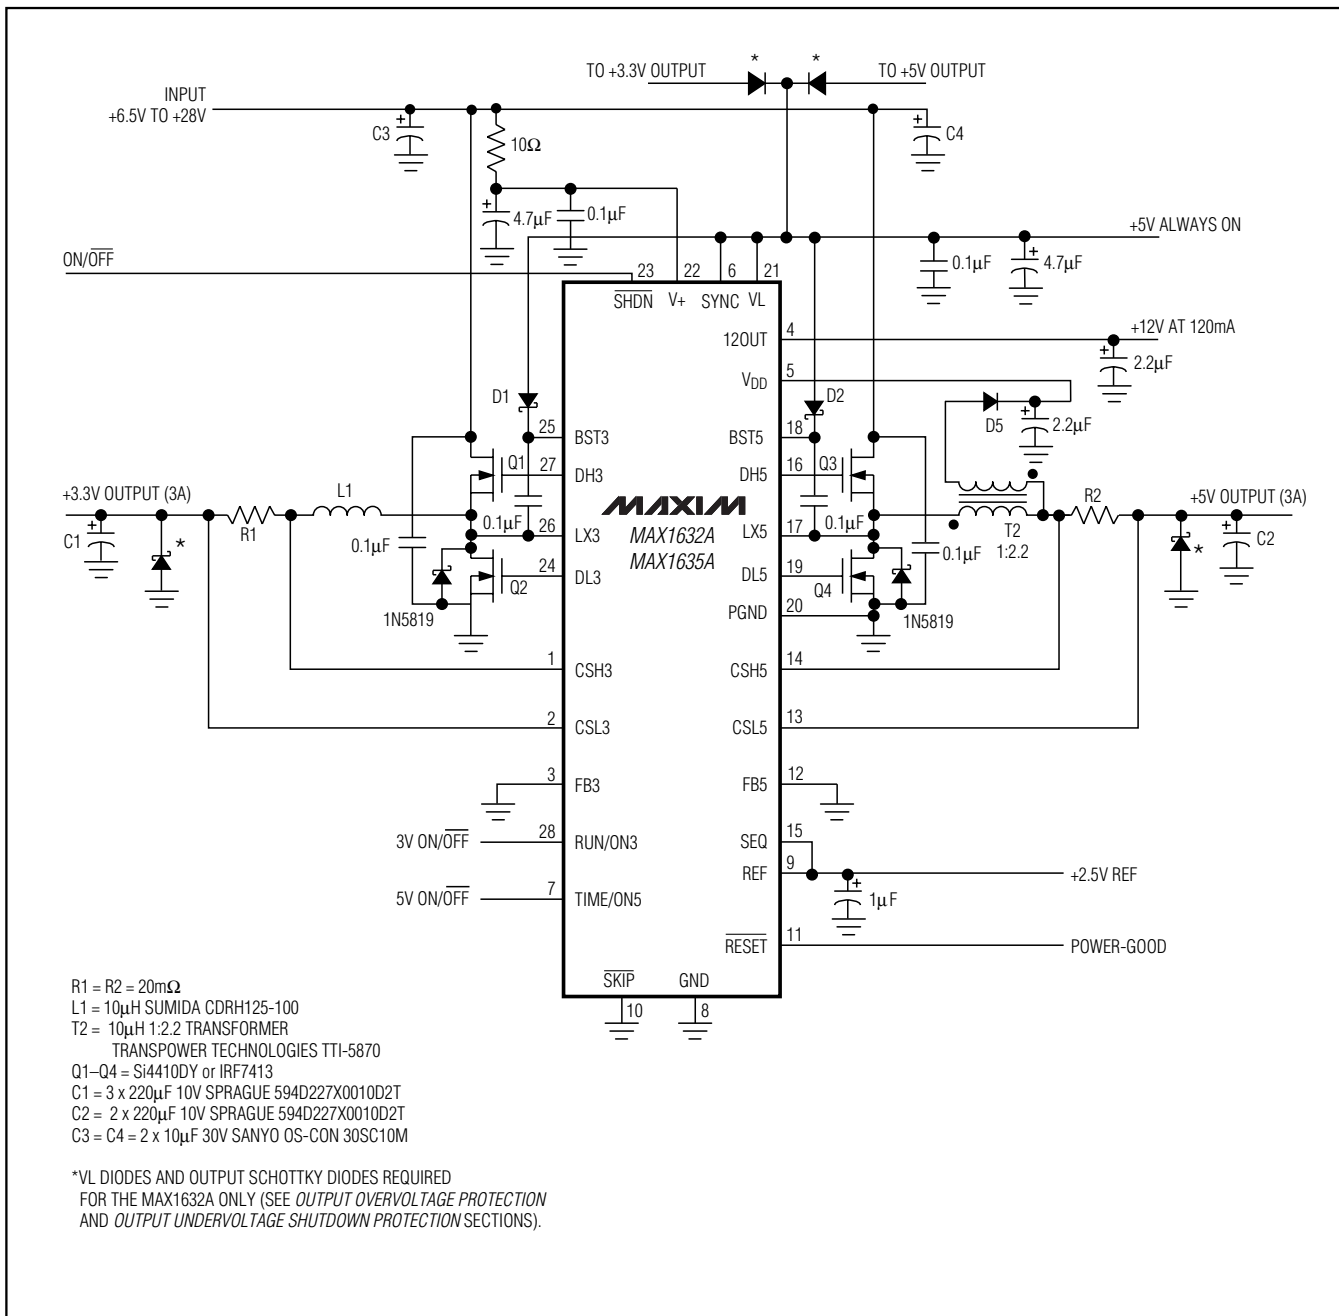 TO +3.3V OUTPUT
*
*
TO +5V OUTPUT
INPUT
+6.5V TO +28V
C3
+
10Ω
+
C4
+
4.7μF
0.1μF
+5V ALWAYS ON
ON/OFF
0.1μF
+
4.7μF
23
22
6
21
SHDN
V+
SYNC
VL
12OUT
4
+12V AT 120mA
+
2.2μF
VDD
5
D1
D2
D5
+
2.2μF
25
BST3
BST5
18
Q1
27
DH3
DH5
16
Q3
+3.3V OUTPUT (3A)
L1
MAXIM
R2
+5V OUTPUT (3A)
C1
+
*
R1
0.1μF
0.1μF
26
LX3
MAX1632A
LX5
17
0.1μF
T2
1:2.2
0.1μF
*
+
C2
MAX1635A
24
DL3
DL5
19
Q2
Q4
1N5819
PGND
20
1N5819
1
CSH3
CSH5
14
2
CSL3
CSL5
13
3
FB3
FB5
12
3V ON/OFF
28
RUN/ON3
SEQ
15
REF
9
+2.5V REF
+
1μF
5V ON/OFF
7
TIME/ON5
RESET
11
POWER-GOOD
SKIP
GND
10
8
R1 = R2 = 20mΩ
L1 = 10μH SUMIDA CDRH125-100
T2 = 10μH 1:2.2 TRANSFORMER
TRANSPOWER TECHNOLOGIES TTI-5870
Q1–Q4 = Si4410DY or IRF7413
C1 = 3 x 220μF 10V SPRAGUE 594D227X0010D2T
C2 = 2 x 220μF 10V SPRAGUE 594D227X0010D2T
C3 = C4 = 2 x 10μF 30V SANYO OS-CON 30SC10M
*VL DIODES AND OUTPUT SCHOTTKY DIODES REQUIRED
FOR THE MAX1632A ONLY (SEE OUTPUT OVERVOLTAGE PROTECTION
AND OUTPUT UNDERVOLTAGE SHUTDOWN PROTECTION SECTIONS).